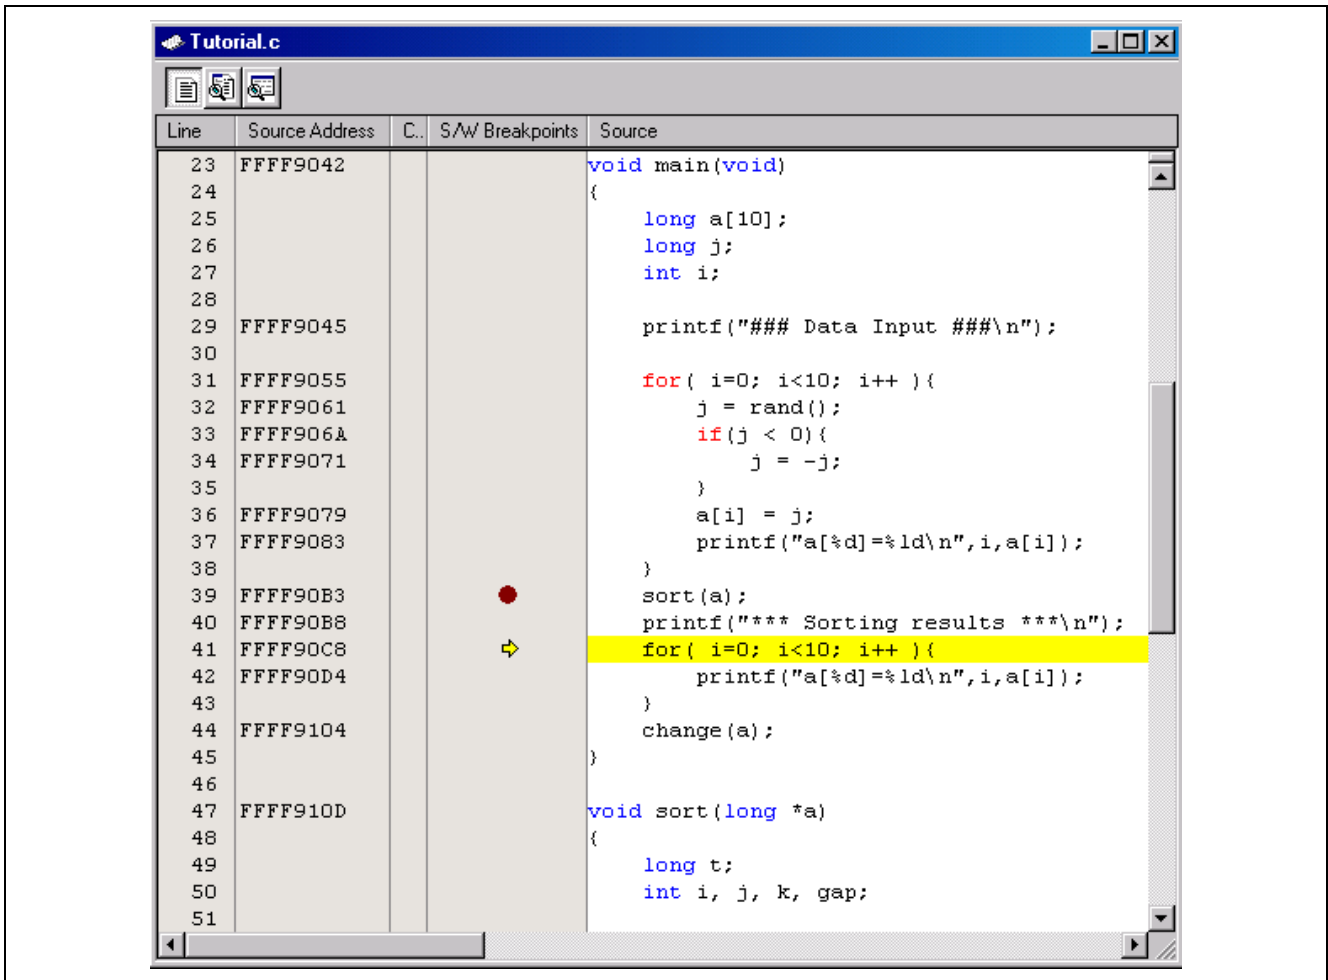 Tutorial.c
Line Source Address C.. S/W Breakpoints Source
23 FFFF9042 void main(void)
24 {
25 long a[10];
26 long j;
27 int i;
28
29 FFFF9045 printf("### Data Input ###\n");
30
31 FFFF9055 for( i=0; i<10; i++ ){
32 FFFF9061 j = rand();
33 FFFF906A if(j < 0){
34 FFFF9071 j = -j;
35 }
36 FFFF9079 a[i] = j;
37 FFFF9083 printf("a[%d]=%ld\n",i,a[i]);
38 }
39 FFFF90B3 sort(a);
40 FFFF90B8 printf("*** Sorting results ***\n");
41 FFFF90C8 for( i=0; i<10; i++ ){
42 FFFF90D4 printf("a[%d]=%ld\n",i,a[i]);
43 }
44 FFFF9104 change(a);
45 }
46
47 FFFF910D void sort(long *a)
48 {
49 long t;
50 int i, j, k, gap;
51